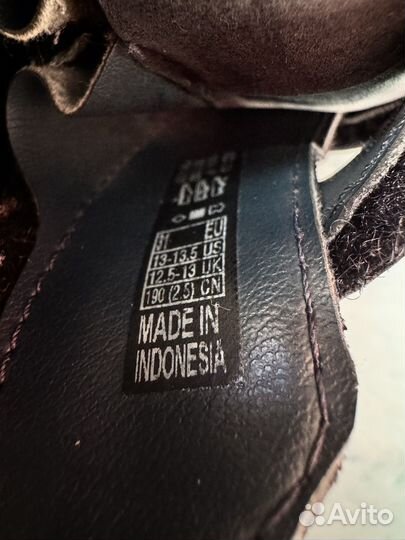 31 EU
13-13.5 US
12.5-13 UK
190 (2.5) CN
MADE IN
INDONESIA
Avito